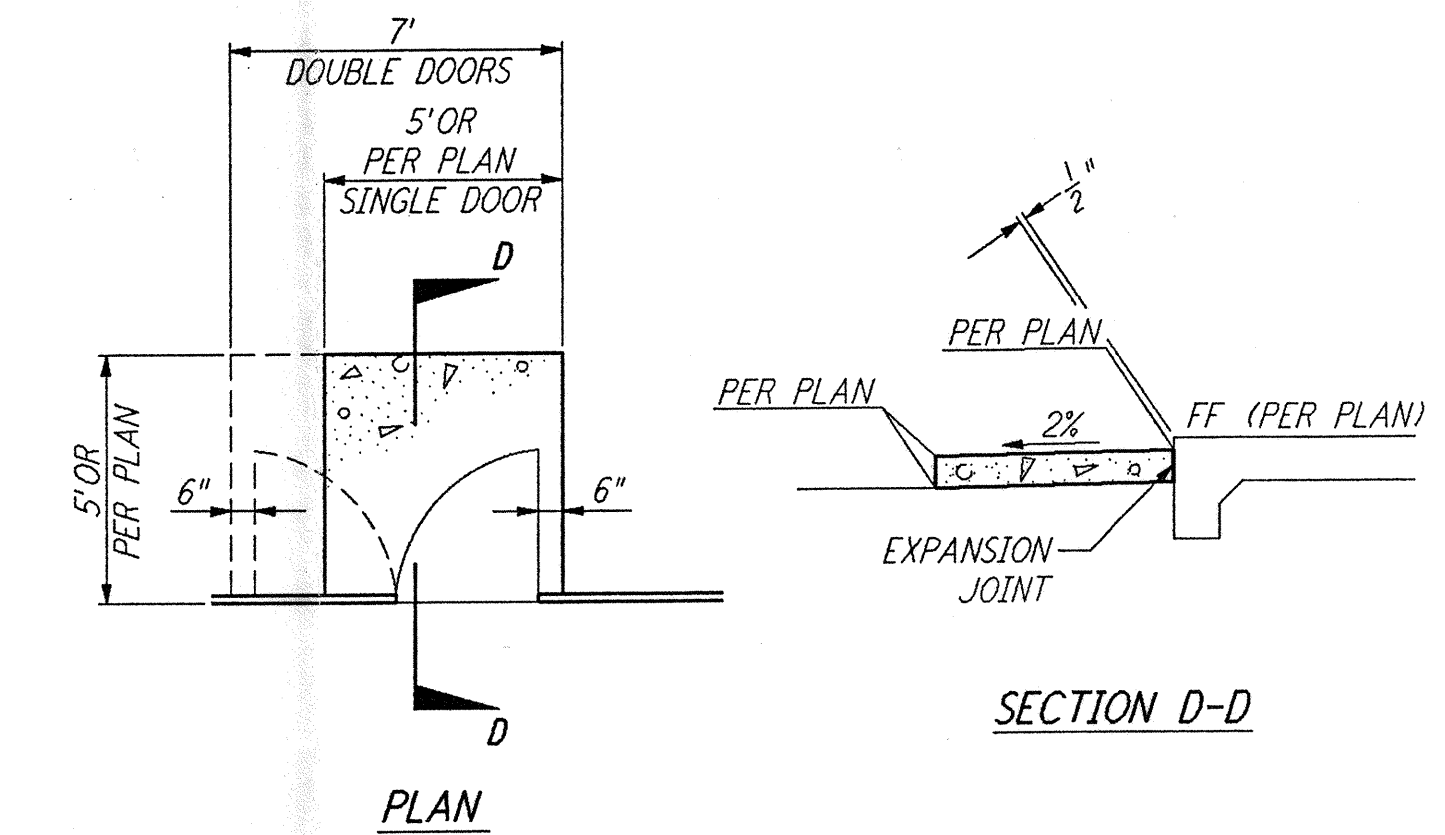 7'
DOUBLE DOORS
5' OR
PER PLAN
SINGLE DOOR
D
5' OR
PER PLAN
6"
6"
D
PLAN
1/2"
PER PLAN
PER PLAN
2%
FF (PER PLAN)
EXPANSION
JOINT
SECTION D-D